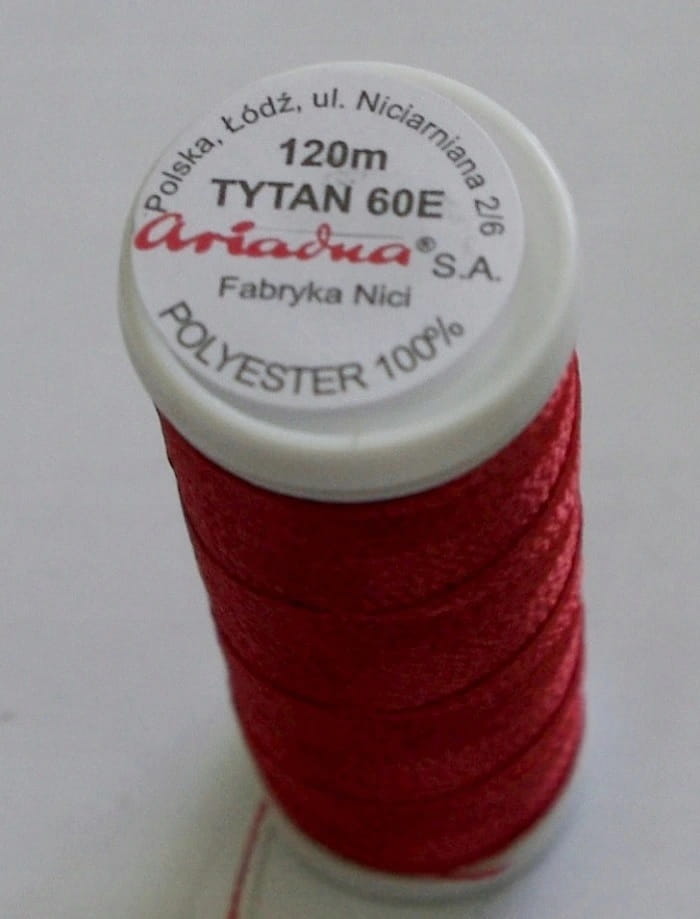 Polska, Łódź, ul. Niciarniana 2/6
120m
TYTAN 60E
Ariadna® S.A.
Fabryka Nici
POLYESTER 100%